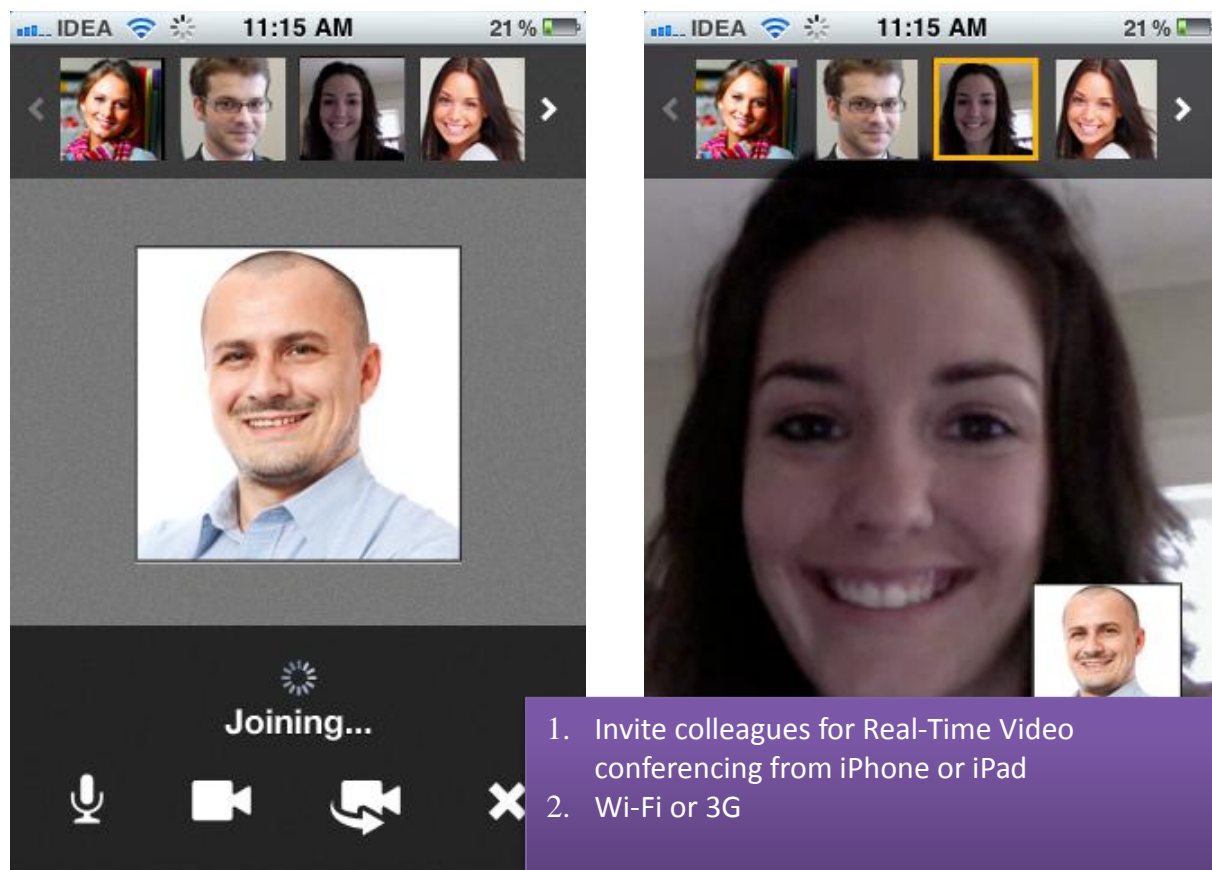 IDEA 11:15 AM 21 %
IDEA 11:15 AM 21 %
Joining...
1. Invite colleagues for Real-Time Video
conferencing from iPhone or iPad
2. Wi-Fi or 3G